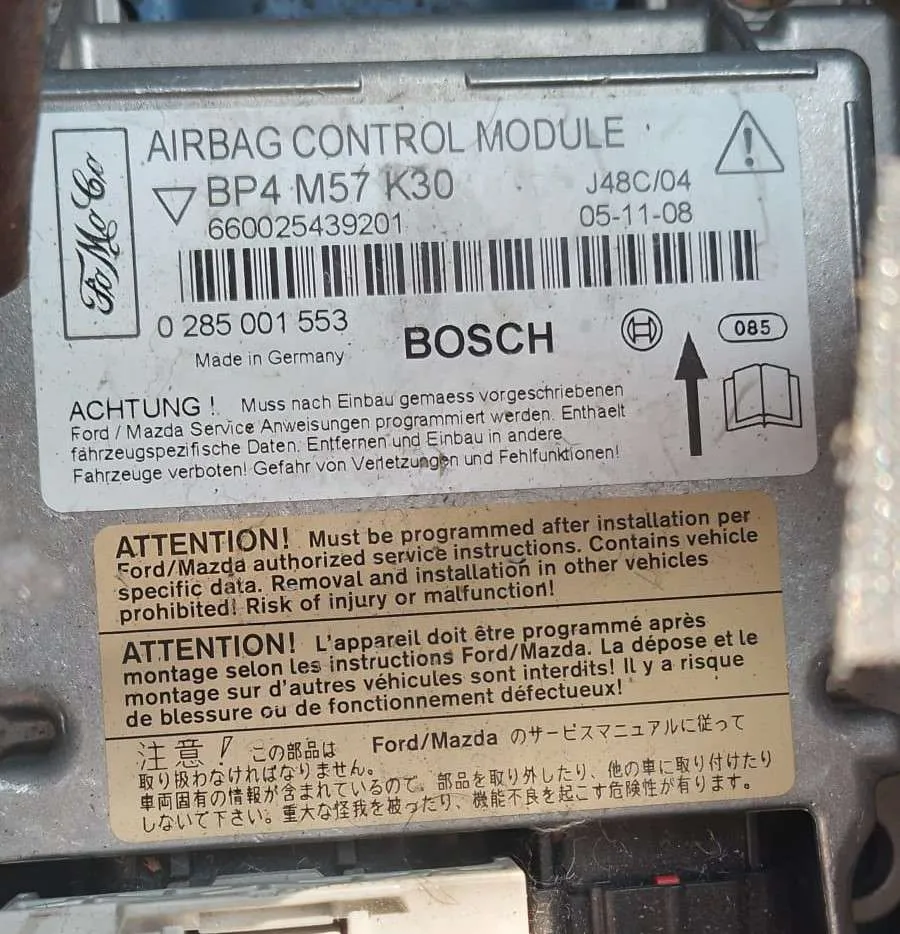 FoMoCo
AIRBAG CONTROL MODULE
BP4 M57 K30
J48C/04
660025439201
05-11-08
0 285 001 553
BOSCH
085
Made in Germany
ACHTUNG ! Muss nach Einbau gemaess vorgeschriebenen
Ford / Mazda Service Anweisungen programmiert werden. Enthaelt
fahrzeugspezifische Daten. Entfernen und Einbau in andere
Fahrzeuge verboten! Gefahr von Verletzungen und Fehlfunktionen!
ATTENTION! Must be programmed after installation per
Ford/Mazda authorized service instructions. Contains vehicle
specific data. Removal and installation in other vehicles
prohibited! Risk of injury or malfunction!
ATTENTION! L'appareil doit être programmé après
montage selon les instructions Ford/Mazda. La dépose et le
montage sur d'autres véhicules sont interdits! Il y a risque
de blessure ou de fonctionnement défectueux!
注意! この部品は Ford/Mazda のサービスマニュアルに従って
取り扱わなければなりません。
車両固有の情報が含まれているので、部品を取り外したり、他の車に取り付けたり
しないで下さい。重大な怪我を被ったり、機能不良を起こす危険性が有ります。